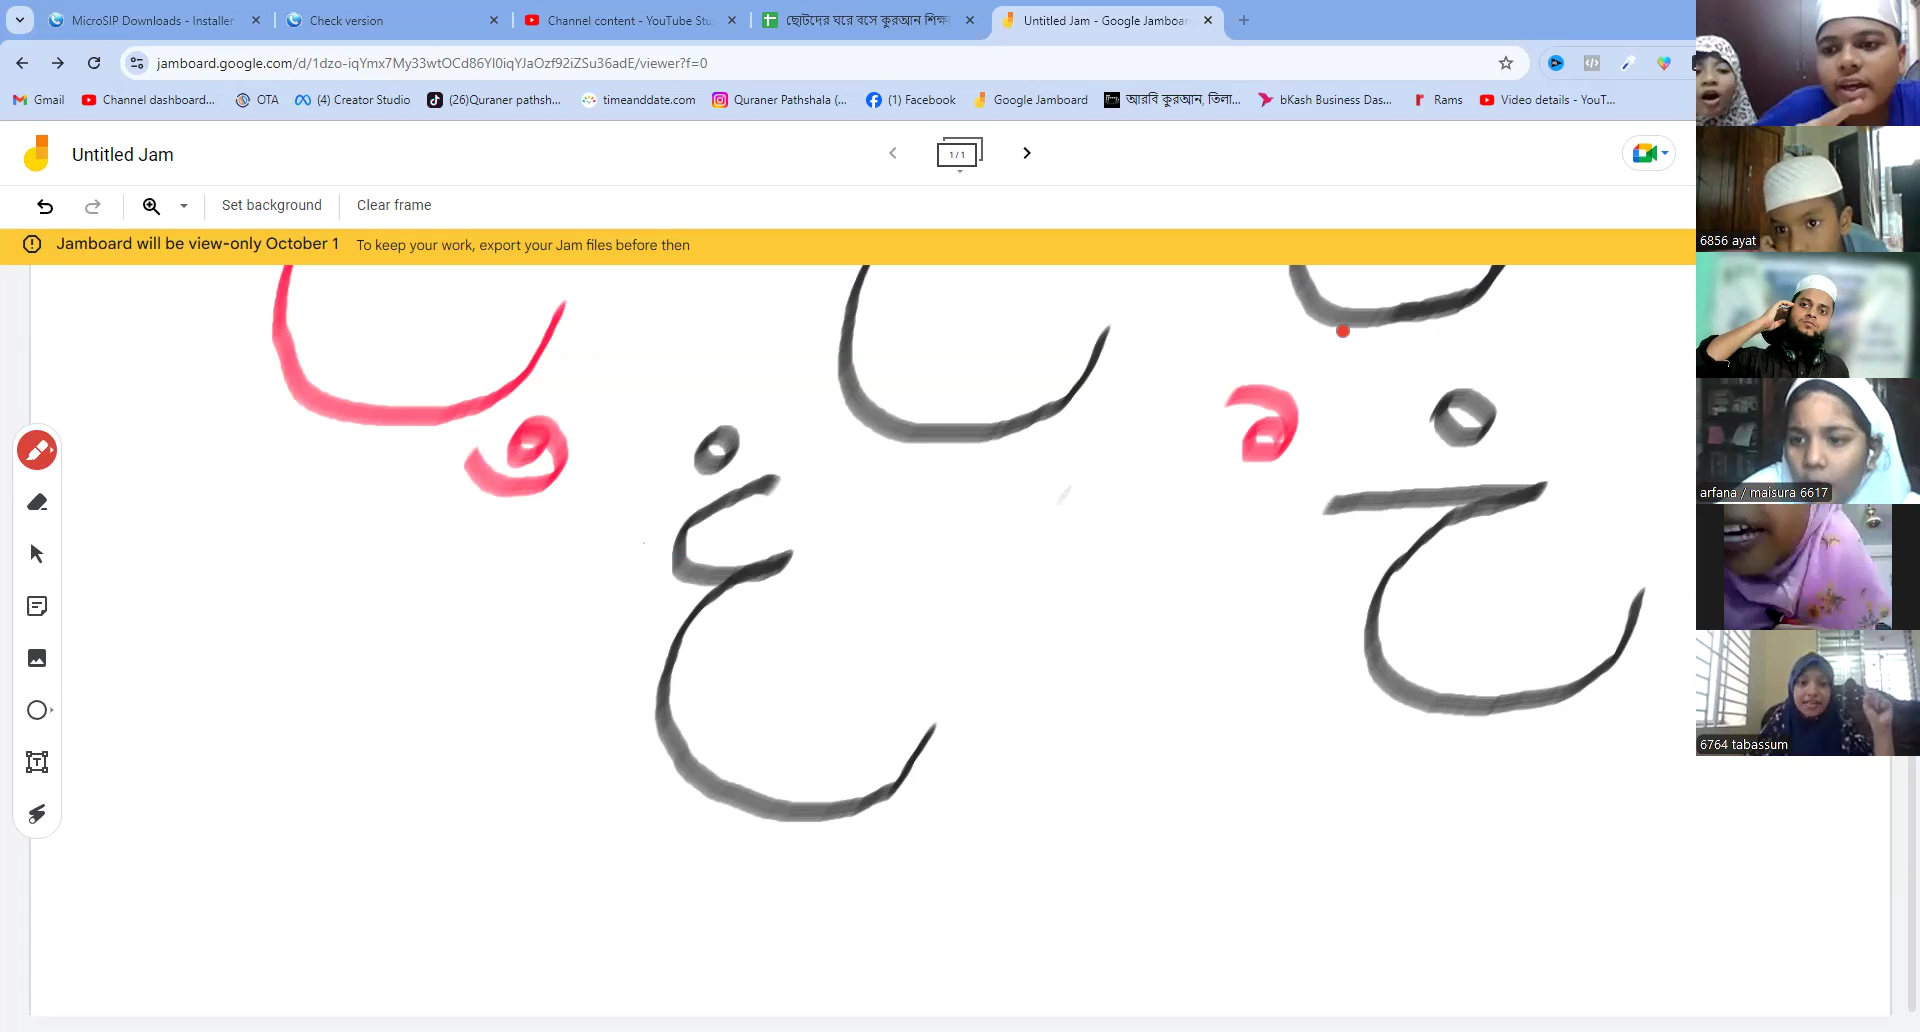 MicroSIP Downloads - Installer
Check version
Channel content - YouTube Stu
ছোটদের ঘরে বসে কুরআন শিক্ষ
Untitled Jam - Google Jamboar
jamboard.google.com/d/1dzo-iqYmx7My33wtOCd86Yl0iqYJaOzf92iZSu36adE/viewer?f=0
Gmail
Channel dashboard...
OTA
(4) Creator Studio
(26)Quraner pathsh...
timeanddate.com
Quraner Pathshala (...
(1) Facebook
Google Jamboard
আরবি কুরআন, তিলা...
bKash Business Das...
Rams
Video details - YouT...
Untitled Jam
1/1
Set background
Clear frame
Jamboard will be view-only October 1 To keep your work, export your Jam files before then
6856 ayat
arfana / maisura 6617
6764 tabassum